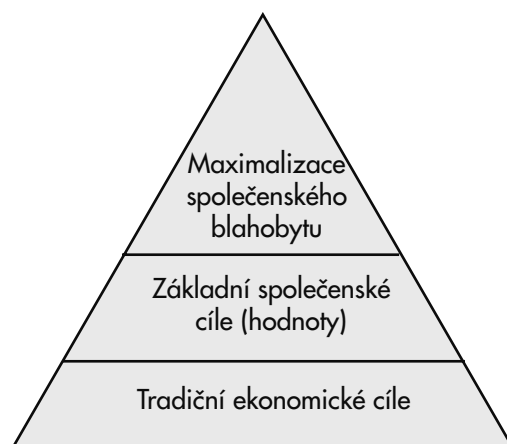 Maximalizace
společenského
blahobytu
Základní společenské
cíle (hodnoty)
Tradiční ekonomické cíle